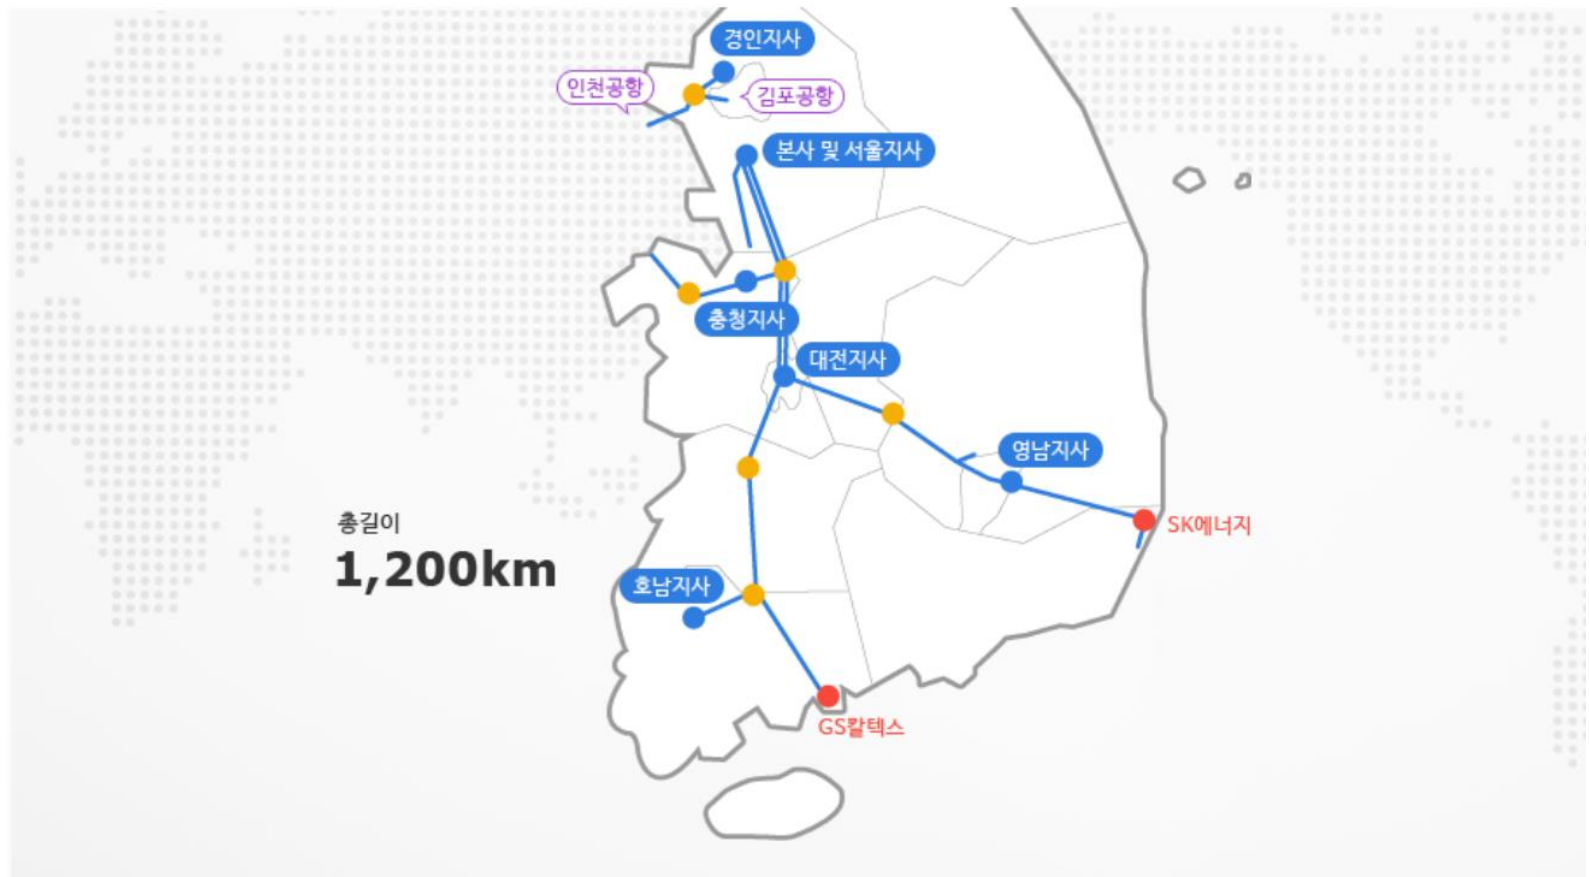 경인지사
인천공항
김포공항
본사 및 서울지사
충청지사
대전지사
영남지사
총길이
1,200km
SK에너지
호남지사
GS칼텍스